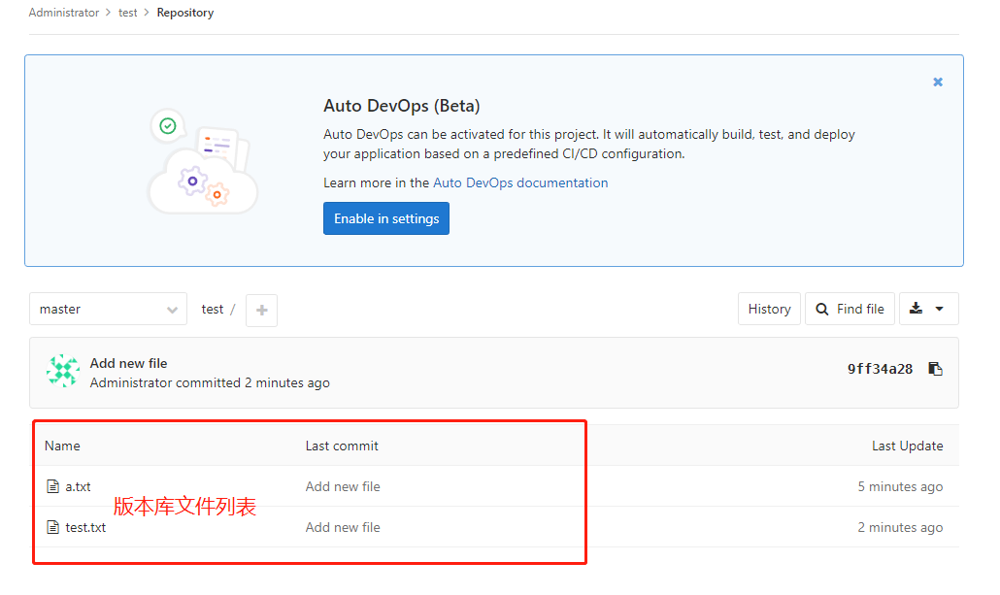 Administrator > test > Repository
Auto DevOps (Beta)
Auto DevOps can be activated for this project. It will automatically build, test, and deploy
your application based on a predefined CI/CD configuration.
Learn more in the Auto DevOps documentation
Enable in settings
master test / + History Find file
Add new file
Administrator committed 2 minutes ago
9ff34a28
Name Last commit Last Update
a.txt Add new file 5 minutes ago
版本库文件列表
test.txt Add new file 2 minutes ago